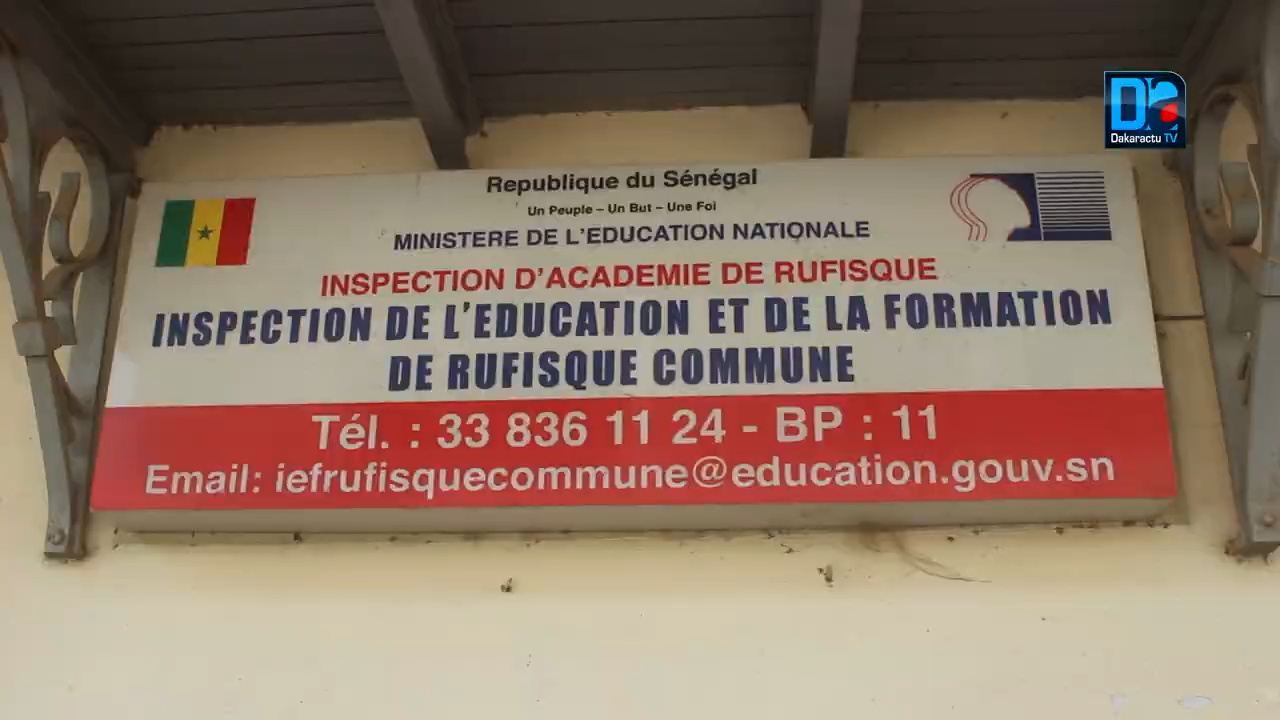 Dakaractu TV
Republique du Sénégal
Un Peuple – Un But – Une Foi
MINISTERE DE L'EDUCATION NATIONALE
INSPECTION D'ACADEMIE DE RUFISQUE
INSPECTION DE L'EDUCATION ET DE LA FORMATION
DE RUFISQUE COMMUNE
Tél. : 33 836 11 24 - BP : 11
Email: iefrufisquecommune@education.gouv.sn